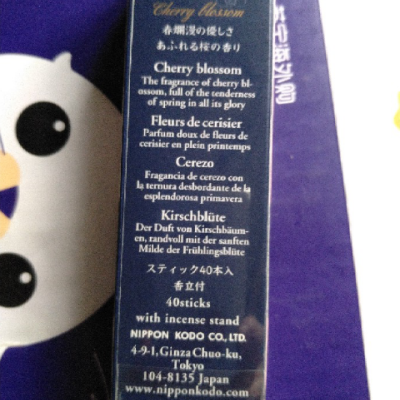 Cherry blossom
春爛漫の優しさ
あふれる桜の香り
Cherry blossom
The fragrance of cherry bl-
ossom, full of the tenderness
of spring in all its glory
Fleurs de cerisier
Parfum doux de fleurs de
cerisier en plein printemps
Cerezo
Fragancia de cerezo con
la ternura desbordante de la
esplendorosa primavera
Kirschblüte
Der Duft von Kirschbäum-
en, randvoll mit der sanften
Milde der Frühlingsblüte
スティック40本入
香立付
40sticks
with incense stand
NIPPON KODO CO., LTD.
4-9-1, Ginza Chuo-ku,
Tokyo
104-8135 Japan
www.nipponkodo.com